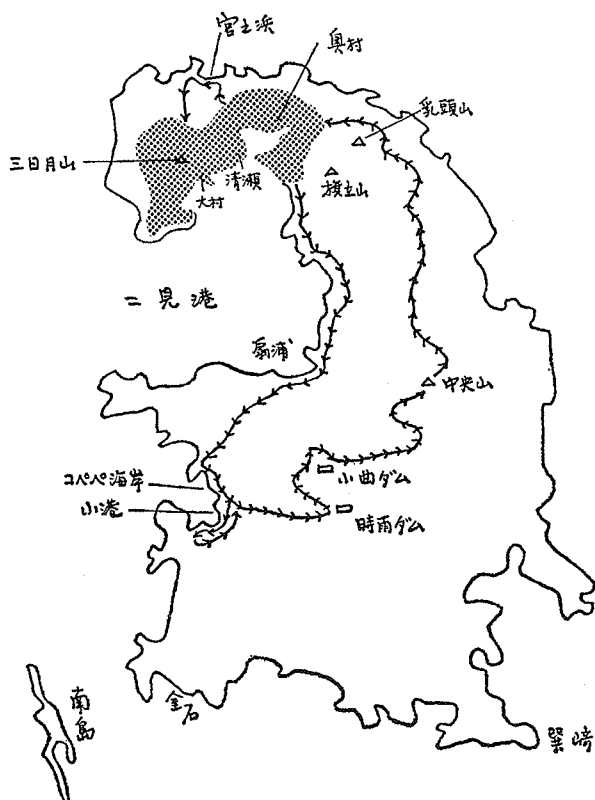 宮之浜
奥村
乳頭山
三日月山
清瀬
大村
旗立山
二見港
扇浦
中央山
コペペ海岸
小曲ダム
小港
時雨ダム
南島
金石
巽崎